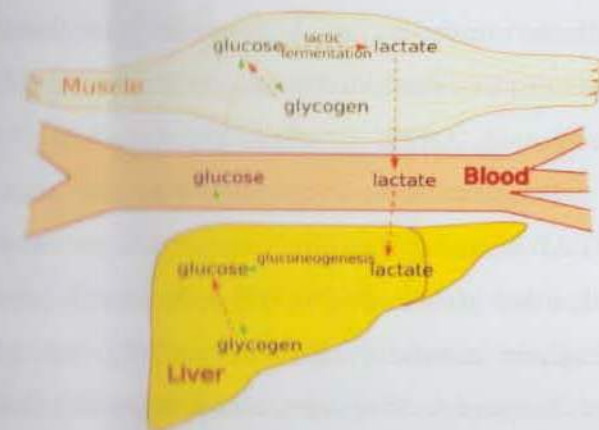 lactic
glucose lactate
fermentation
Muscle
glycogen
glucose lactate Blood
gluconeogenesis
glucose lactate
glycogen
Liver